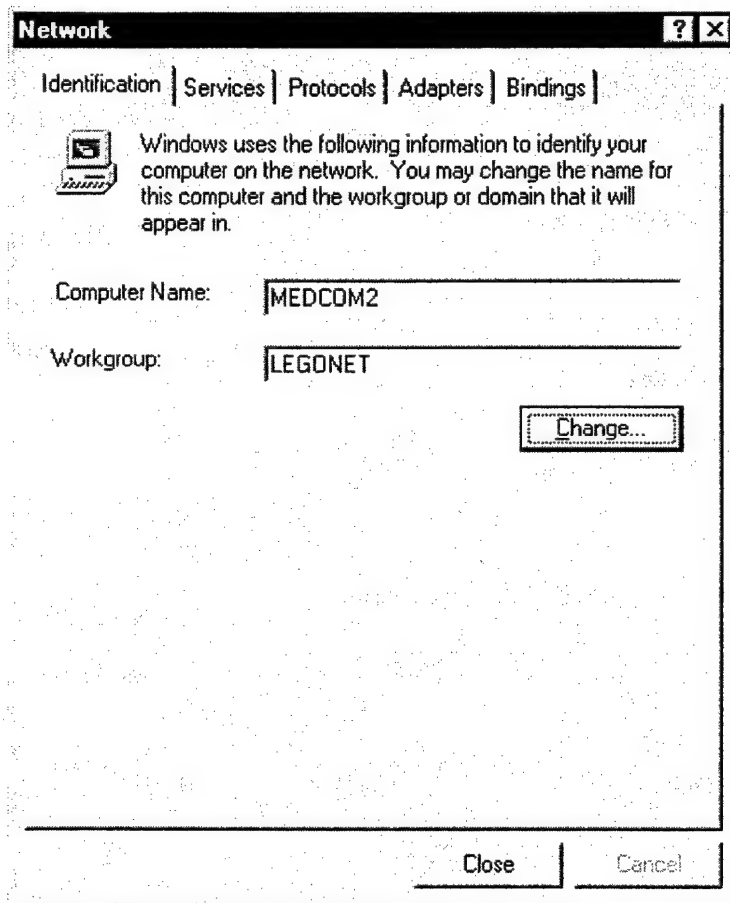 Network
Identification Services Protocols Adapters Bindings
Windows uses the following information to identify your
computer on the network. You may change the name for
this computer and the workgroup or domain that it will
appear in.
Computer Name: MEDCOM2
Workgroup: LEGONET
Change...
Close Cancel